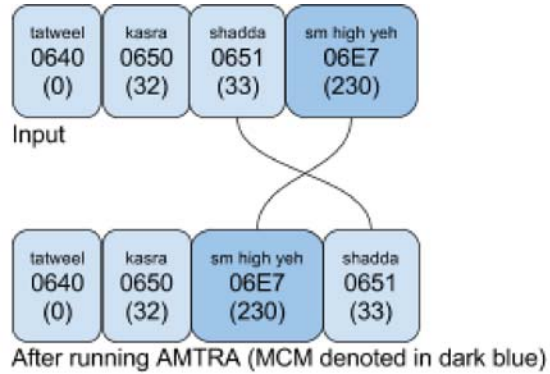 tatweel kasra shadda sm high yeh
0640 0650 0651 06E7
(0) (32) (33) (230)
Input
tatweel kasra sm high yeh shadda
0640 0650 06E7 0651
(0) (32) (230) (33)
After running AMTRA (MCM denoted in dark blue)